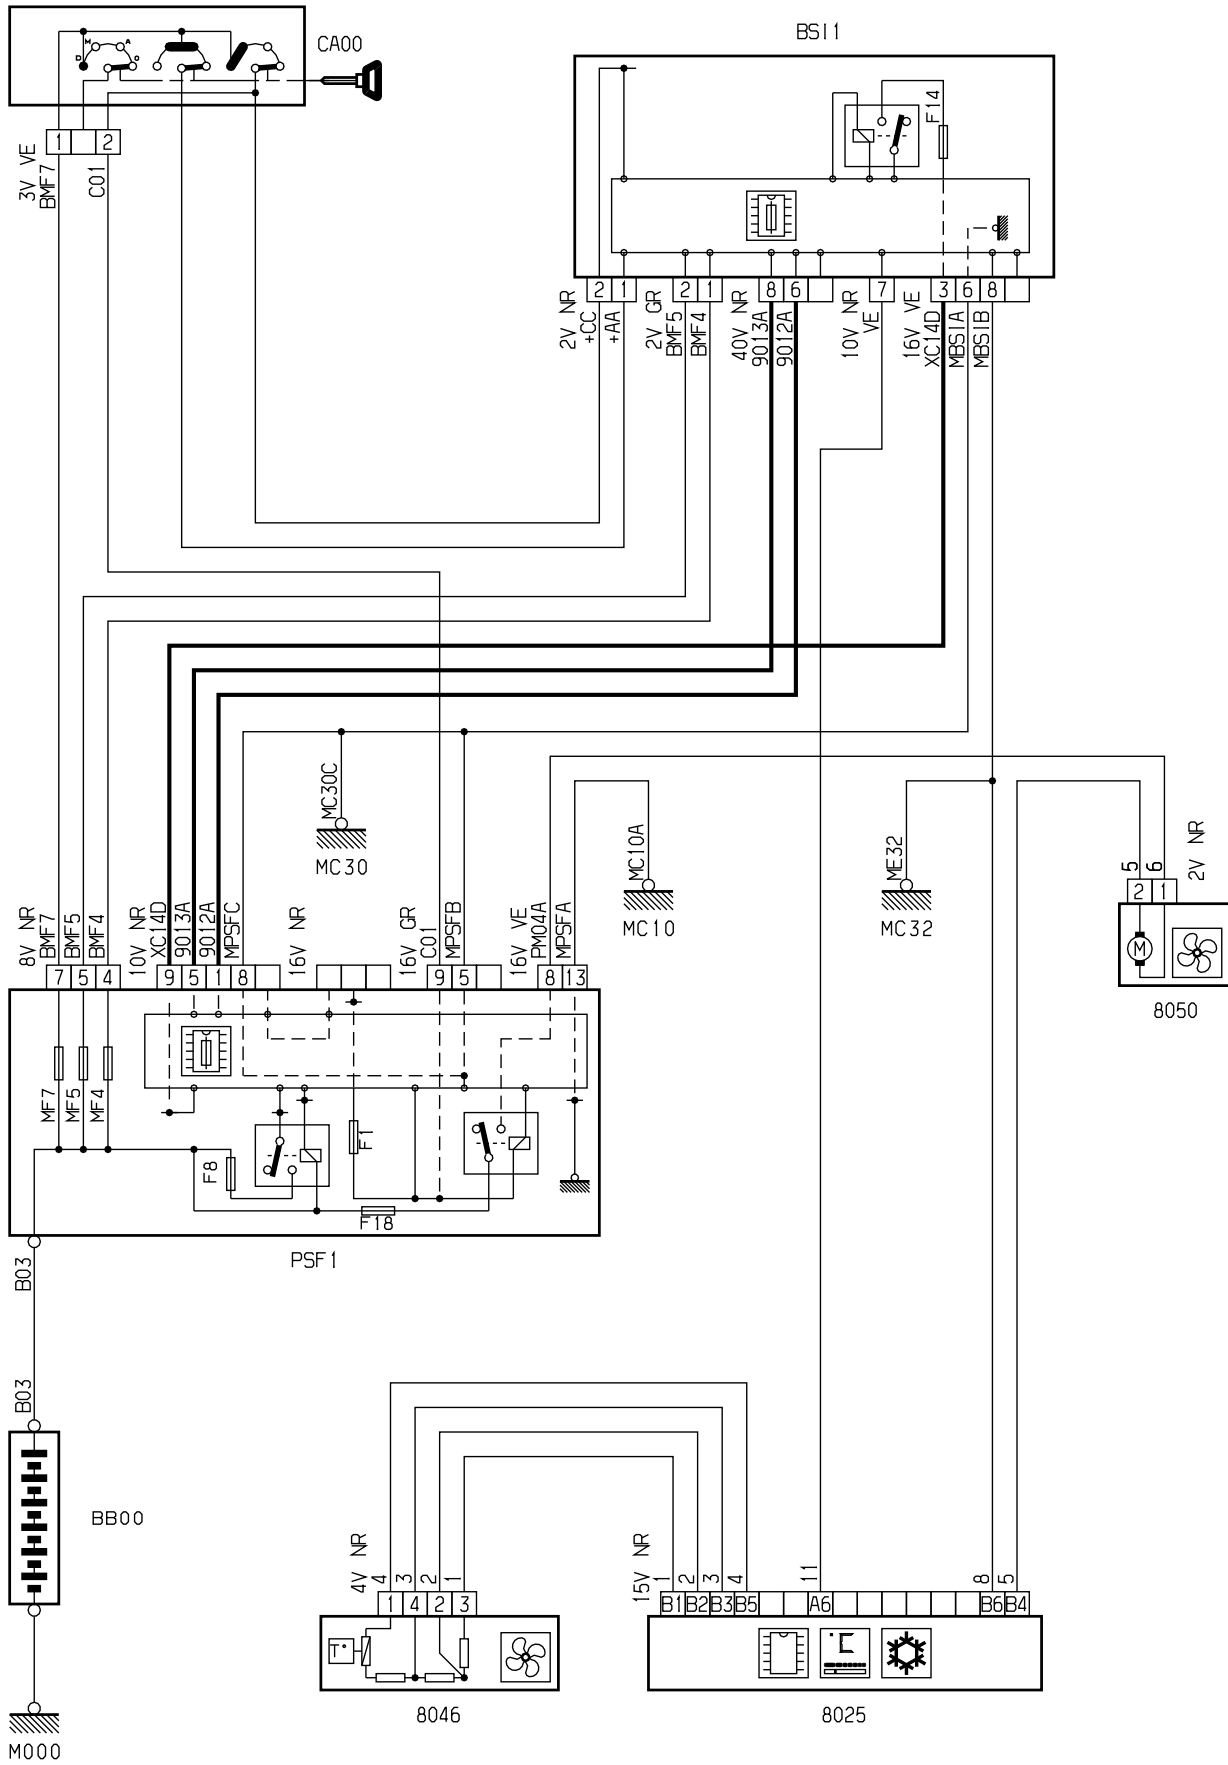 CA00
M
A
D
0
1
2
3V VE
BMF7
C01
BSI1
F14
2
1
2
1
8
6
7
3
6
8
2V NR
+CC
+AA
2V GR
BMF5
BMF4
40V NR
9013A
9012A
10V NR
VE
16V VE
XC14D
MBSIA
MBSIB
MC30C
MC30
MC10A
MC10
ME32
MC32
5
6
2V NR
2
1
M
8050
8V NR
BMF7
BMF5
BMF4
10V NR
XC14D
9013A
9012A
MPSFC
16V NR
16V GR
C01
MPSFB
16V VE
PM04A
MPSFA
7
5
4
9
5
1
8
9
5
8
13
MF7
MF5
MF4
F8
F1
F18
PSF1
B03
B03
BB00
M000
4V NR
4
3
2
1
1
4
2
3
T°
8046
15V NR
1
2
3
4
11
8
5
B1
B2
B3
B5
A6
B6
B4
°C
8025